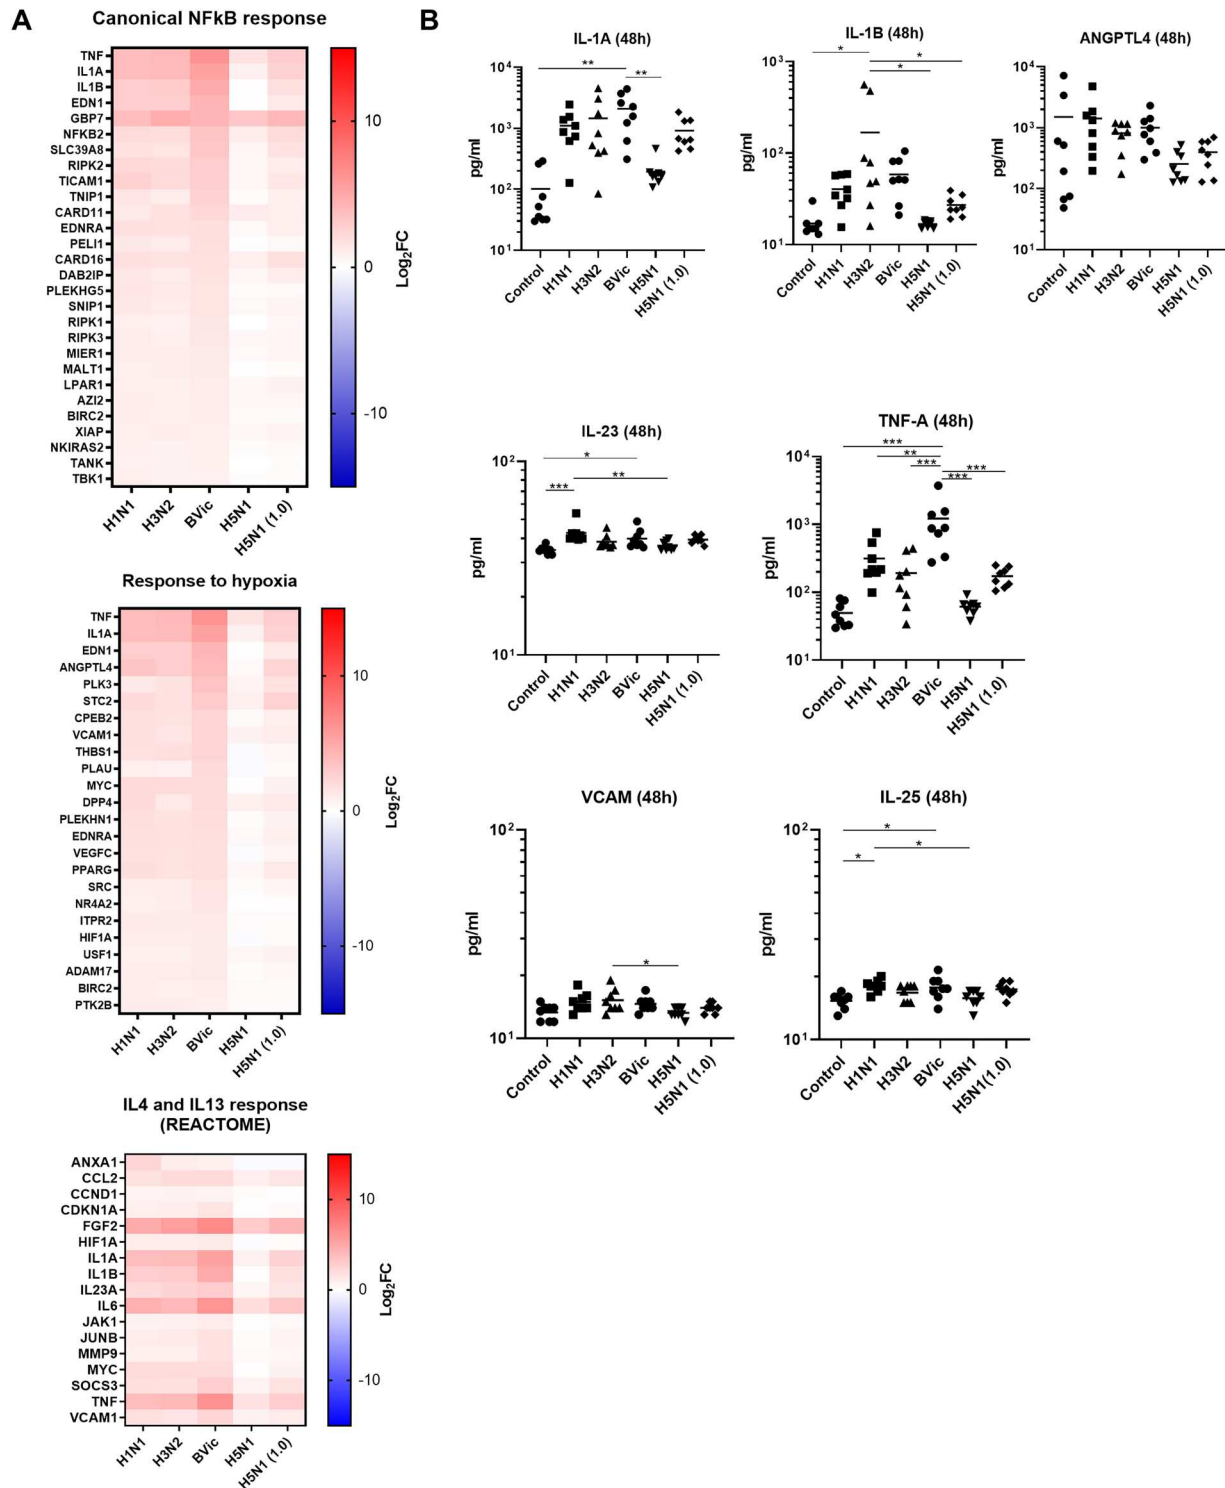 A
Canonical NFkB response
TNF
IL1A
IL1B
EDN1
GBP7
NFKB2
SLC39A8
RIPK2
TICAM1
TNIP1
CARD11
EDNRA
PELI1
CARD16
DAB2IP
PLEKHG5
SNIP1
RIPK1
RIPK3
MIER1
MALT1
LPAR1
AZI2
BIRC2
XIAP
NKIRAS2
TANK
TBK1
H1N1
H3N2
BVic
H5N1
H5N1 (1.0)
10
0
-10
Log2FC
Response to hypoxia
TNF
IL1A
EDN1
ANGPTL4
PLK3
STC2
CPEB2
VCAM1
THBS1
PLAU
MYC
DPP4
PLEKHN1
EDNRA
VEGFC
PPARG
SRC
NR4A2
ITPR2
HIF1A
USF1
ADAM17
BIRC2
PTK2B
H1N1
H3N2
BVic
H5N1
H5N1 (1.0)
10
0
-10
Log2FC
IL4 and IL13 response
(REACTOME)
ANXA1
CCL2
CCND1
CDKN1A
FGF2
HIF1A
IL1A
IL1B
IL23A
IL6
JAK1
JUNB
MMP9
MYC
SOCS3
TNF
VCAM1
H1N1
H3N2
BVic
H5N1
H5N1 (1.0)
10
0
-10
Log2FC
B
IL-1A (48h)
**
**
10^4
10^3
10^2
10^1
pg/ml
Control
H1N1
H3N2
BVic
H5N1
H5N1 (1.0)
IL-1B (48h)
*
*
*
10^3
10^2
10^1
pg/ml
Control
H1N1
H3N2
BVic
H5N1
H5N1 (1.0)
ANGPTL4 (48h)
10^4
10^3
10^2
10^1
pg/ml
Control
H1N1
H3N2
BVic
H5N1
H5N1 (1.0)
IL-23 (48h)
*
**
***
10^2
10^1
pg/ml
Control
H1N1
H3N2
BVic
H5N1
H5N1 (1.0)
TNF-A (48h)
***
**
***
***
***
10^4
10^3
10^2
10^1
pg/ml
Control
H1N1
H3N2
BVic
H5N1
H5N1 (1.0)
VCAM (48h)
*
10^2
10^1
pg/ml
Control
H1N1
H3N2
BVic
H5N1
H5N1 (1.0)
IL-25 (48h)
*
*
*
10^2
10^1
pg/ml
Control
H1N1
H3N2
BVic
H5N1
H5N1(1.0)